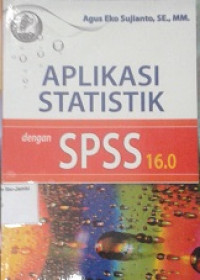 Agus Eko Sujianto, SE., MM.
APLIKASI
STATISTIK
dengan
SPSS 16.0